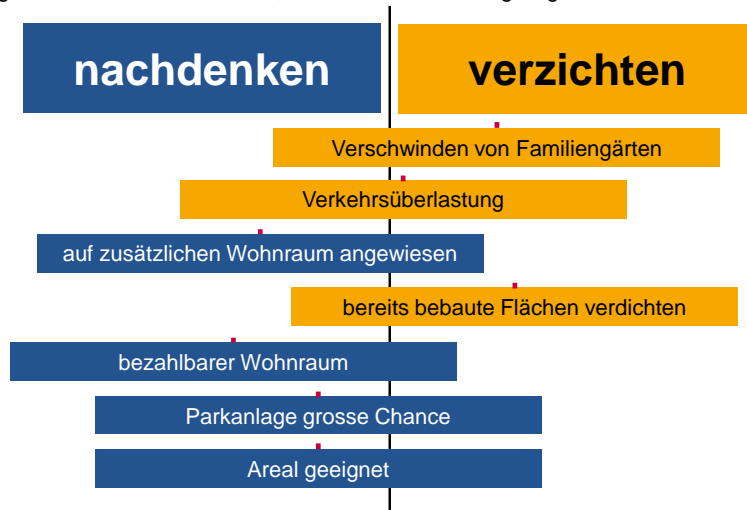 nachdenken
verzichten
Verschwinden von Familiengärten
Verkehrsüberlastung
auf zusätzlichen Wohnraum angewiesen
bereits bebaute Flächen verdichten
bezahlbarer Wohnraum
Parkanlage grosse Chance
Areal geeignet